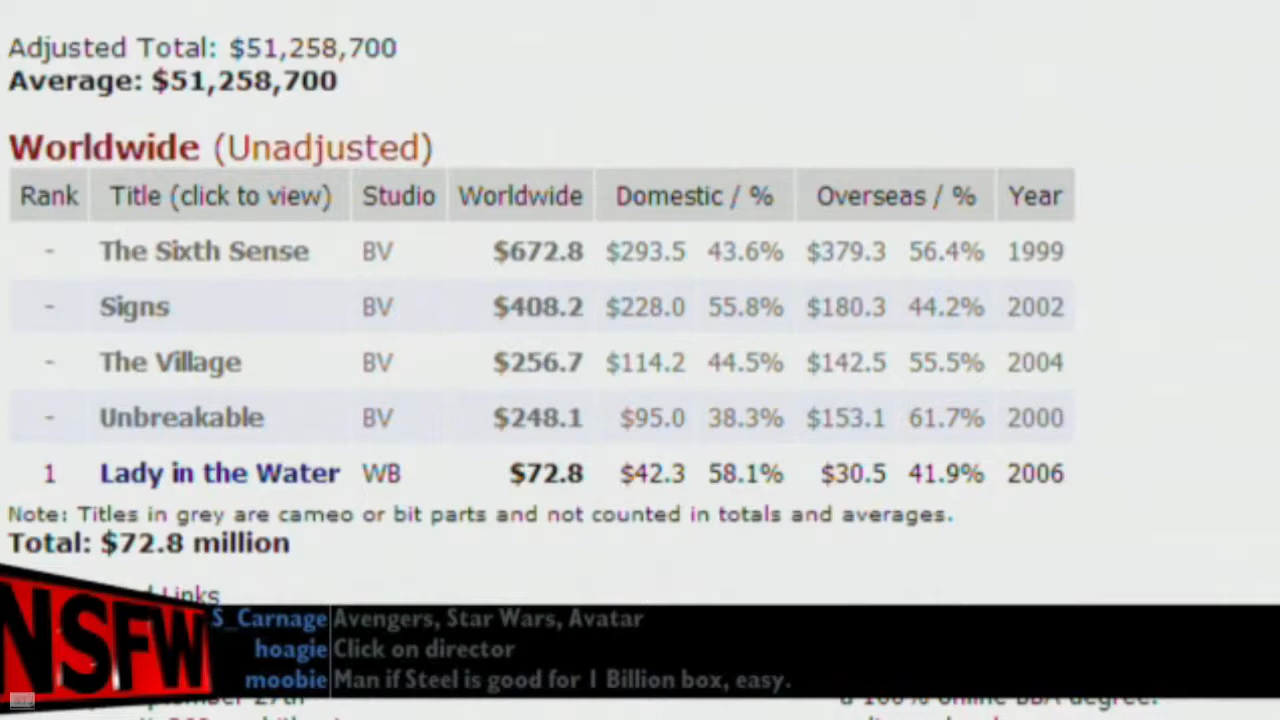 Adjusted Total: $51,258,700
Average: $51,258,700
Worldwide (Unadjusted)
Rank Title (click to view) Studio Worldwide Domestic / % Overseas / % Year
- The Sixth Sense BV $672.8 $293.5 43.6% $379.3 56.4% 1999
- Signs BV $408.2 $228.0 55.8% $180.3 44.2% 2002
- The Village BV $256.7 $114.2 44.5% $142.5 55.5% 2004
- Unbreakable BV $248.1 $95.0 38.3% $153.1 61.7% 2000
1 Lady in the Water WB $72.8 $42.3 58.1% $30.5 41.9% 2006
Note: Titles in grey are cameo or bit parts and not counted in totals and averages.
Total: $72.8 million
Links
NSFW
S_Carnage Avengers, Star Wars, Avatar
hoagie Click on director
moobie Man if Steel is good for 1 Billion box, easy.